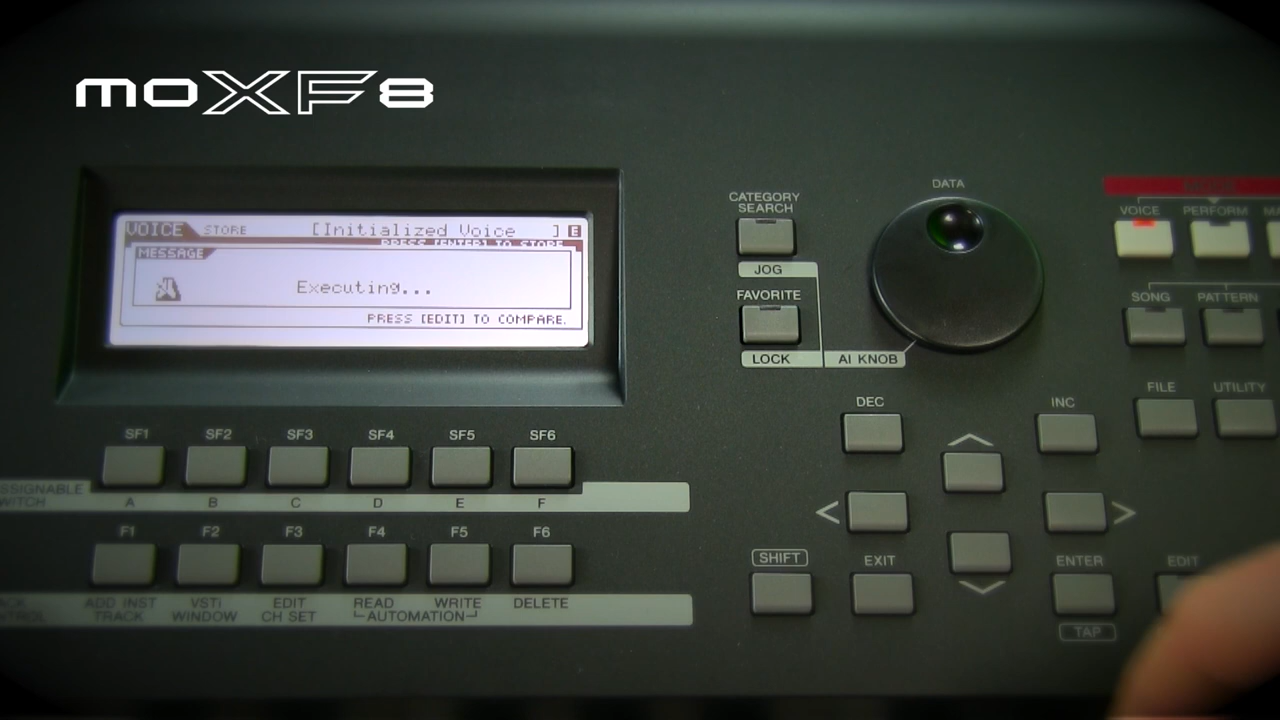 moXF8
VOICE STORE [Initialized Voice ] E
PRESS [ENTER] TO STORE
MESSAGE
Executing...
PRESS [EDIT] TO COMPARE.
CATEGORY
SEARCH
JOG
FAVORITE
LOCK
AI KNOB
DATA
VOICE PERFORM
SONG PATTERN
FILE UTILITY
DEC INC
< >
SHIFT EXIT ENTER EDIT
TAP
SF1 SF2 SF3 SF4 SF5 SF6
A B C D E F
F1 F2 F3 F4 F5 F6
ADD INST
TRACK
VSTi
WINDOW
EDIT
CH SET
READ WRITE
AUTOMATION
DELETE